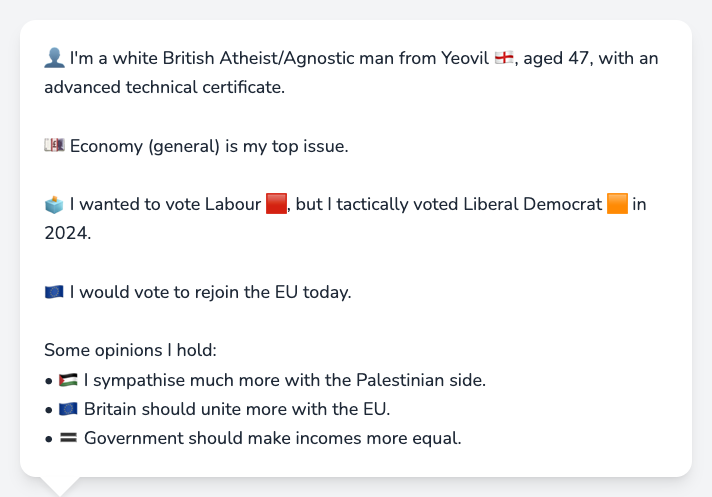 👤 I'm a white British Atheist/Agnostic man from Yeovil 🏴󠁧󠁢󠁥󠁮󠁧󠁿, aged 47, with an
advanced technical certificate.
💷 Economy (general) is my top issue.
🗳️ I wanted to vote Labour 🟥, but I tactically voted Liberal Democrat 🟧 in
2024.
🇪🇺 I would vote to rejoin the EU today.
Some opinions I hold:
• 🇵🇸 I sympathise much more with the Palestinian side.
• 🇪🇺 Britain should unite more with the EU.
• 🟰 Government should make incomes more equal.